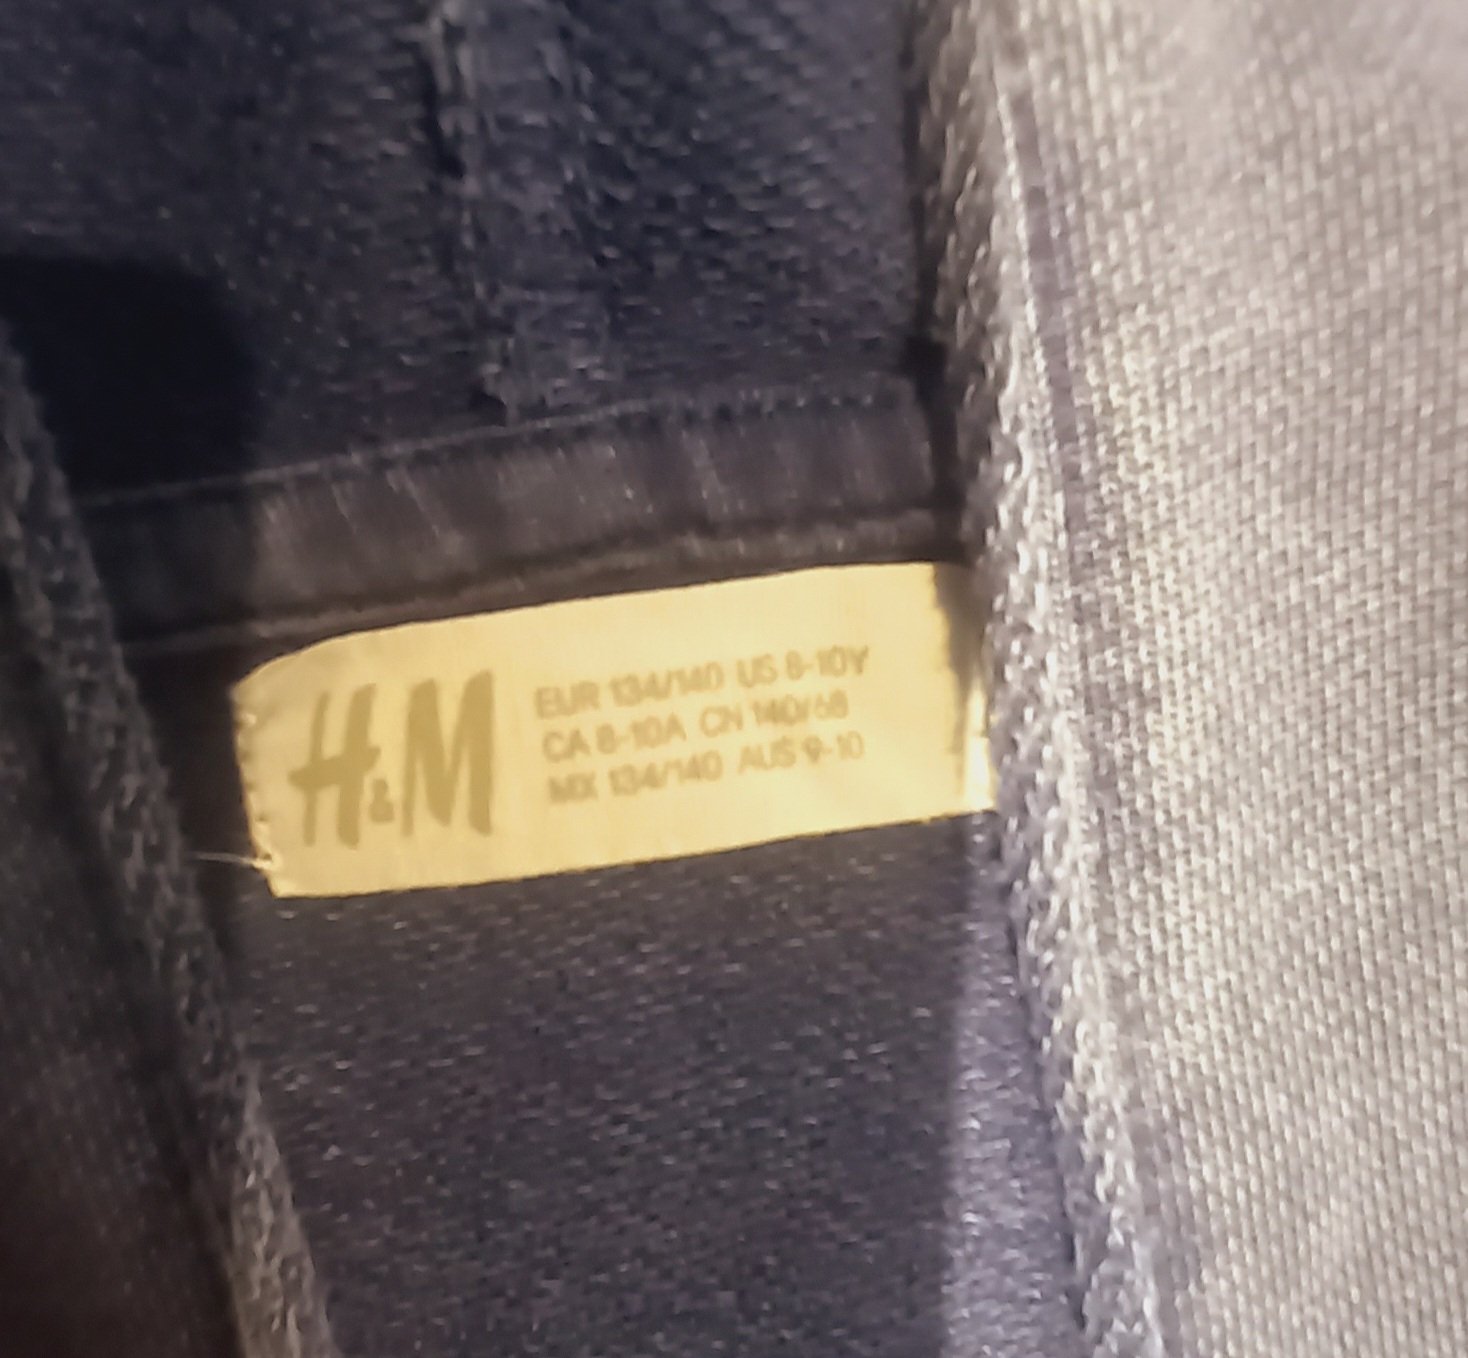 H&M
EUR 134/140 US 8-10Y
CA 8-10A CN 140/68
MX 134/140 AUS 9-10